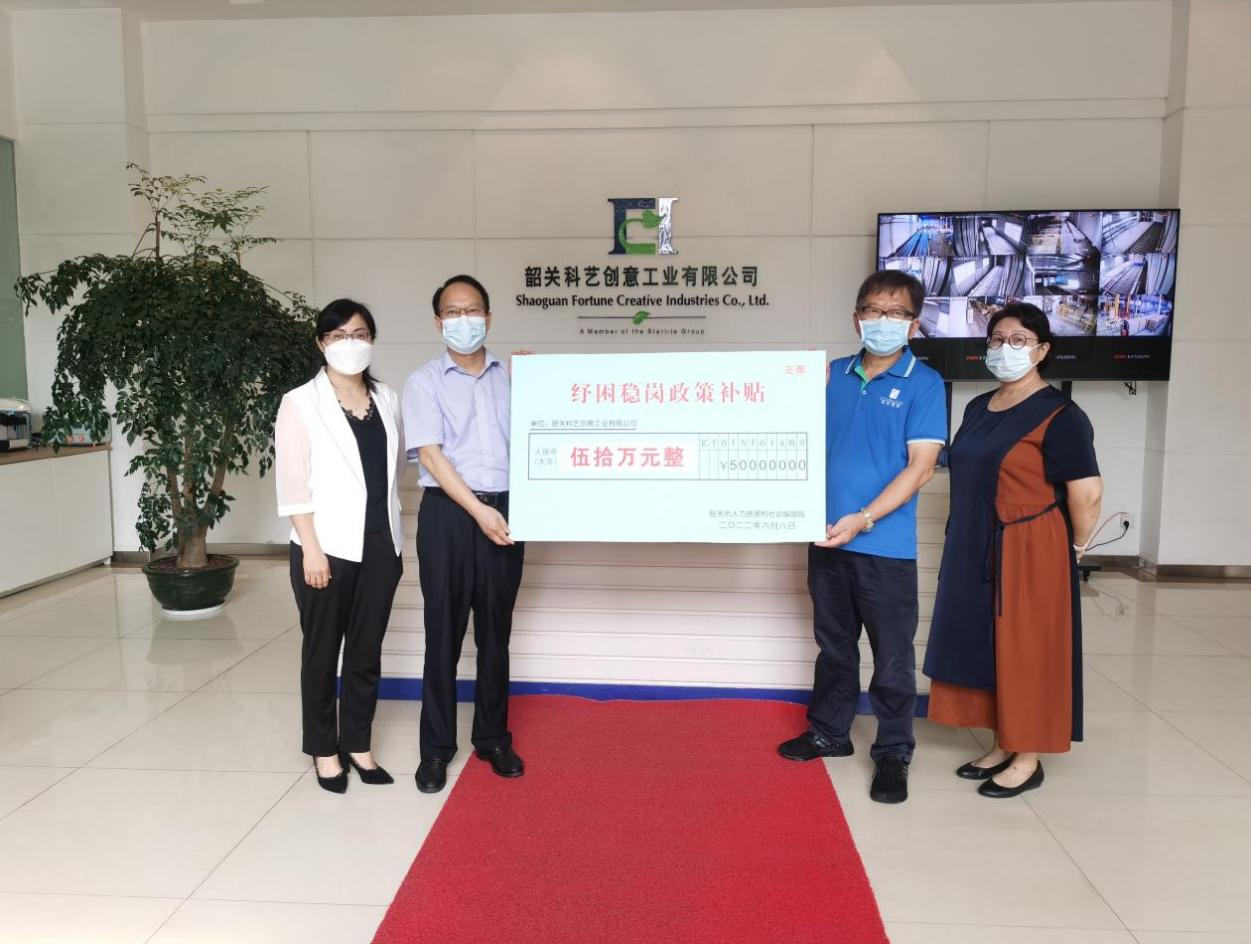 韶关科艺创意工业有限公司
Shaoguan Fortune Creative Industries Co., Ltd.
A Member of the Starlite Group
支票
纾困稳岗政策补贴
单位：韶关科艺创意工业有限公司
人民币
（大写）
伍拾万元整
亿千百十万千百十元角分
¥50000000
韶关市人力资源和社会保障局
二〇二二年六月八日
HIKVISION